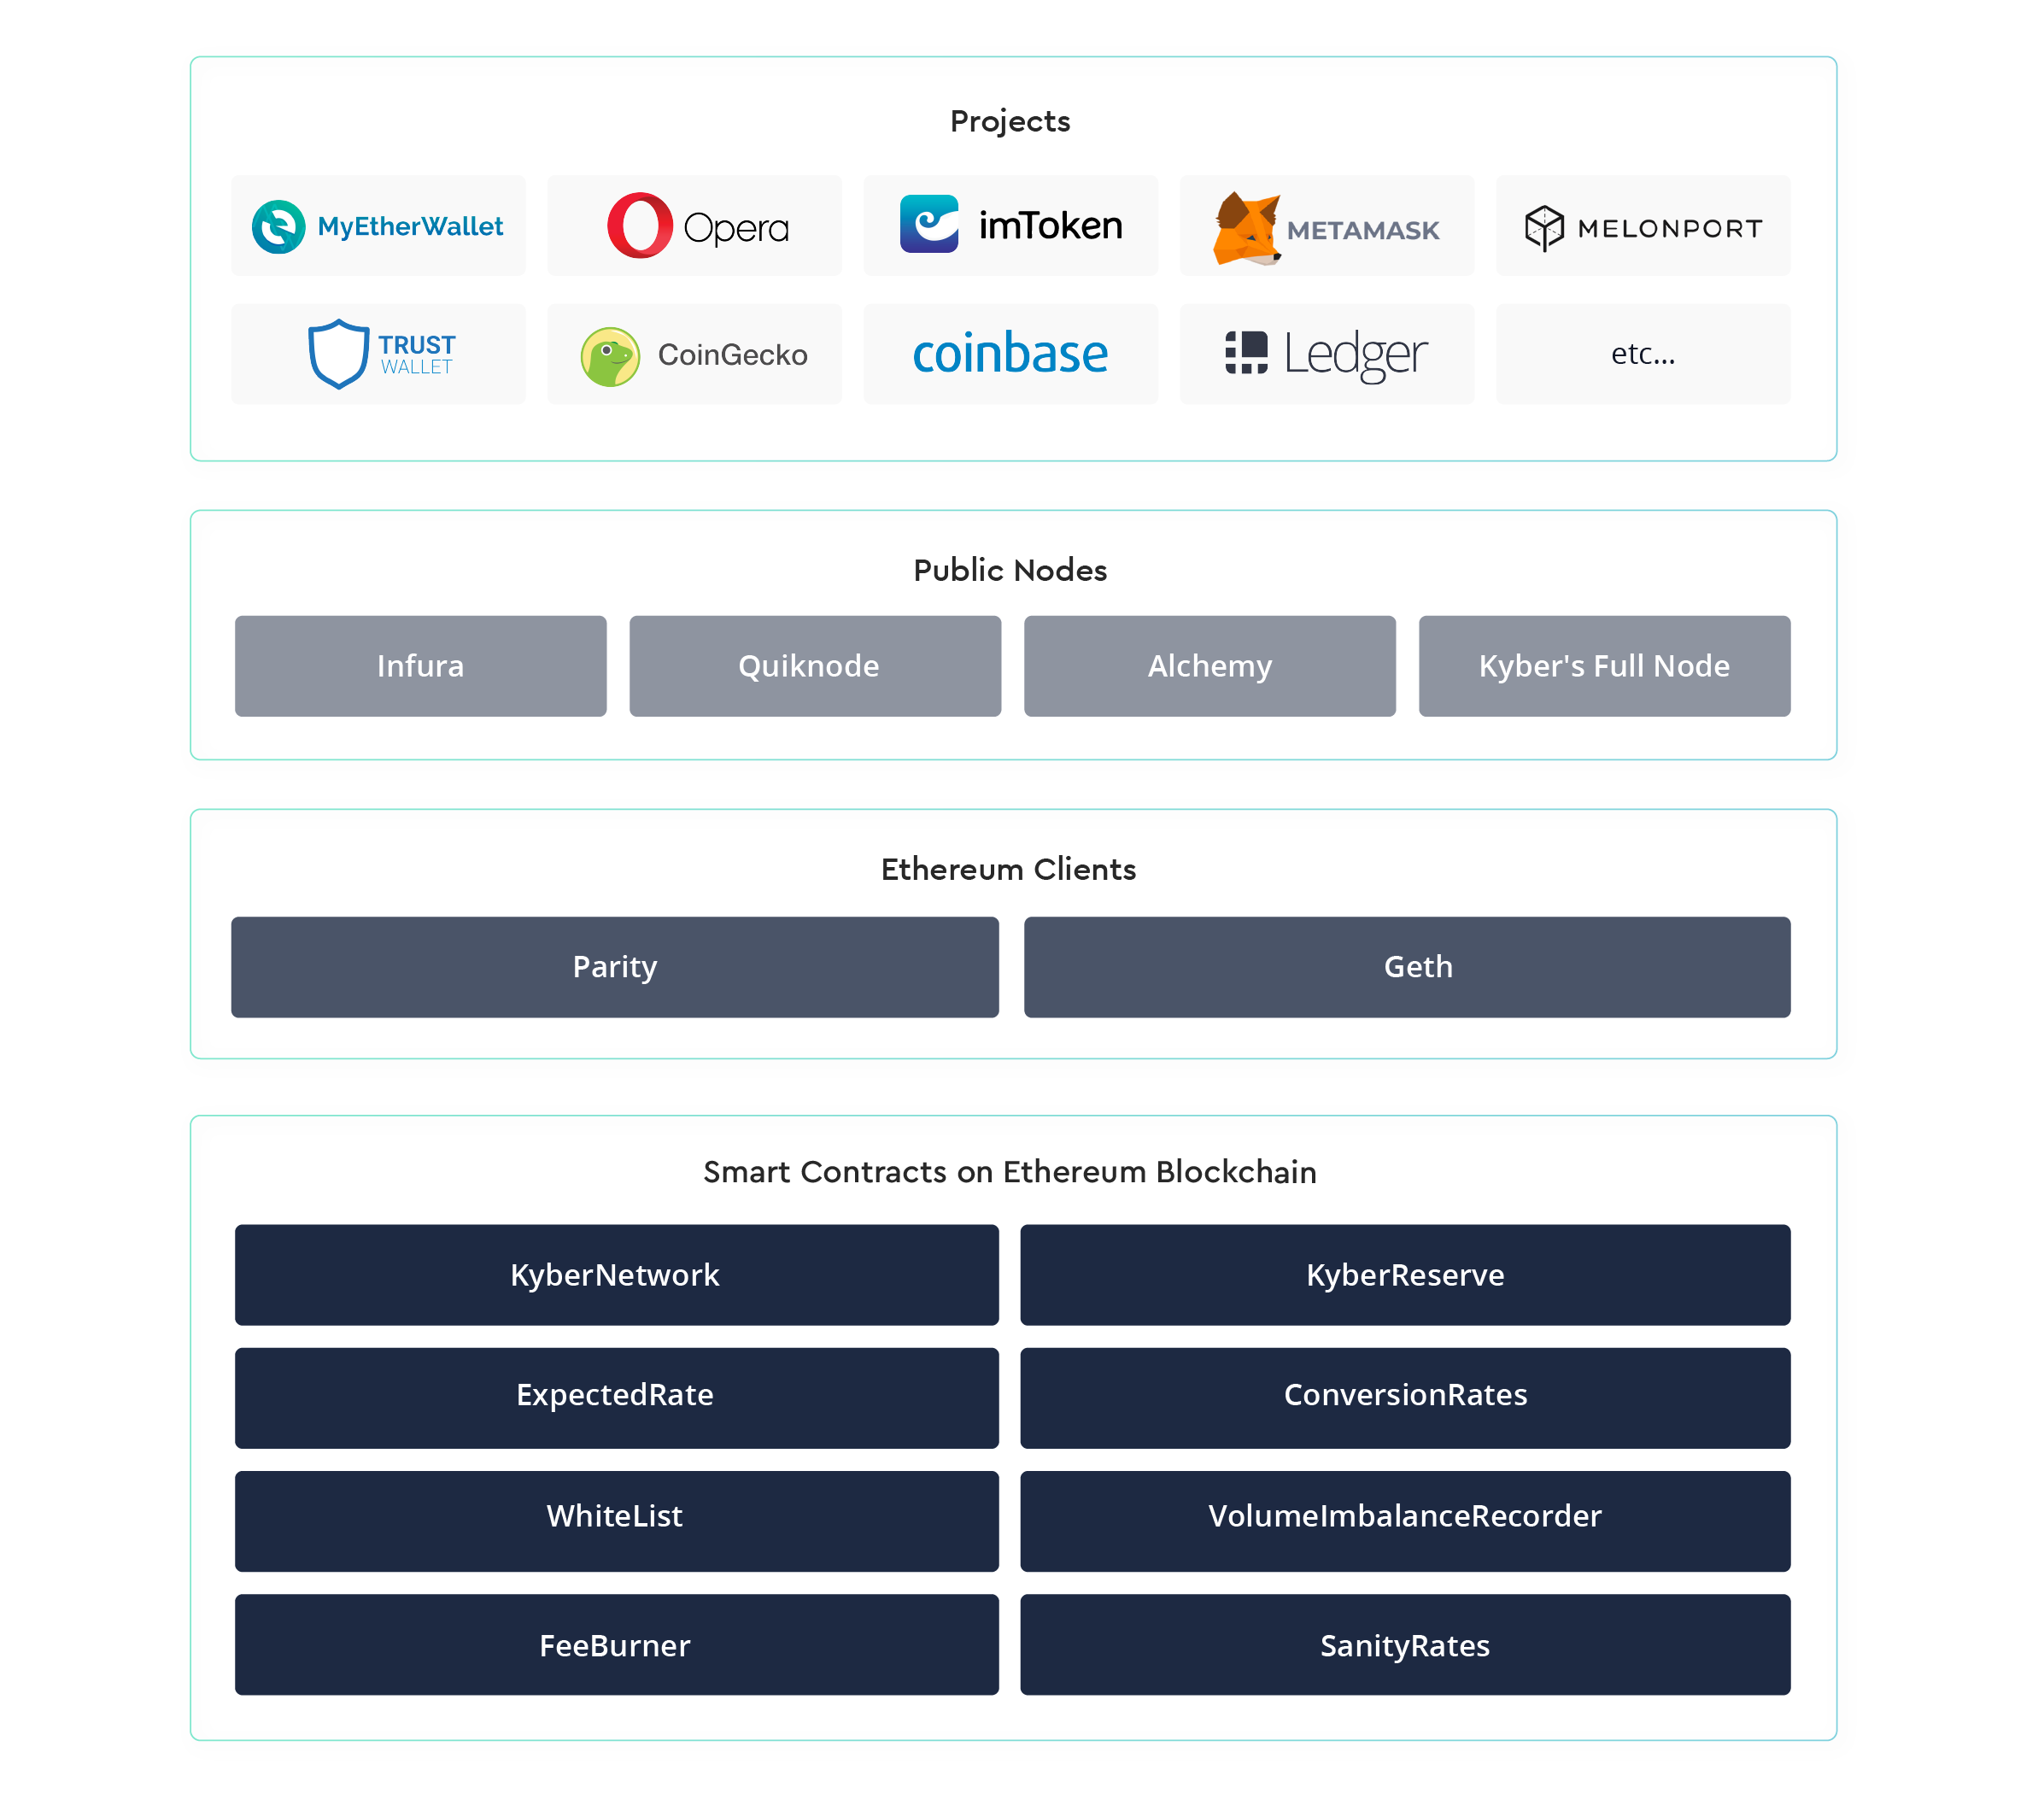 Projects
MyEtherWallet
Opera
imToken
METAMASK
MELONPORT
TRUST
WALLET
CoinGecko
coinbase
Ledger
etc...
Public Nodes
Infura
Quiknode
Alchemy
Kyber's Full Node
Ethereum Clients
Parity
Geth
Smart Contracts on Ethereum Blockchain
KyberNetwork
KyberReserve
ExpectedRate
ConversionRates
WhiteList
VolumeImbalanceRecorder
FeeBurner
SanityRates